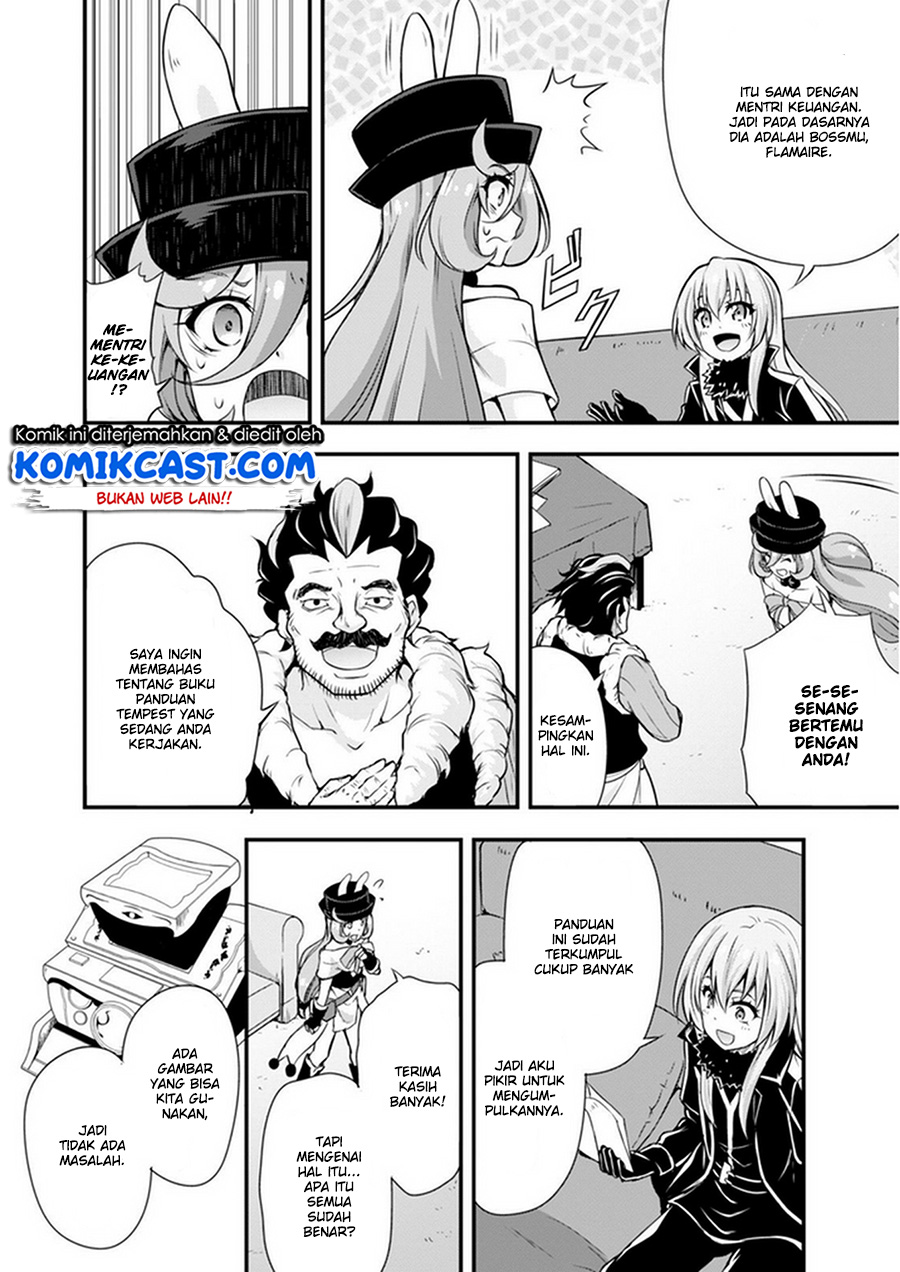 ITU SAMA DENGAN
MENTRI KEUANGAN.
JADI PADA DASARNYA
DIA ADALAH BOSSMU,
FLAMAIRE.
ビクッ
ME-
MENTRI
KE-KE-
UANGAN
!?
Komik ini diterjemahkan & diedit oleh
KOMIKCAST.COM
BUKAN WEB LAIN!!
SE-SE-
SENANG
BERTEMU
DENGAN
ANDA!
KESAM-
PINGKAN
HAL INI.
SAYA INGIN
MEMBAHAS
TENTANG BUKU
PANDUAN
TEMPEST YANG
SEDANG ANDA
KERJAKAN.
PANDUAN
INI SUDAH
TERKUMPUL
CUKUP BANYAK
JADI AKU
PIKIR UNTUK
MENGUM-
PULKANNYA.
TERIMA
KASIH
BANYAK!
TAPI
MENGENAI
HAL ITU...
APA ITU
SEMUA
SUDAH
BENAR?
ADA
GAMBAR
YANG BISA
KITA GU-
NAKAN,
JADI
TIDAK ADA
MASALAH.